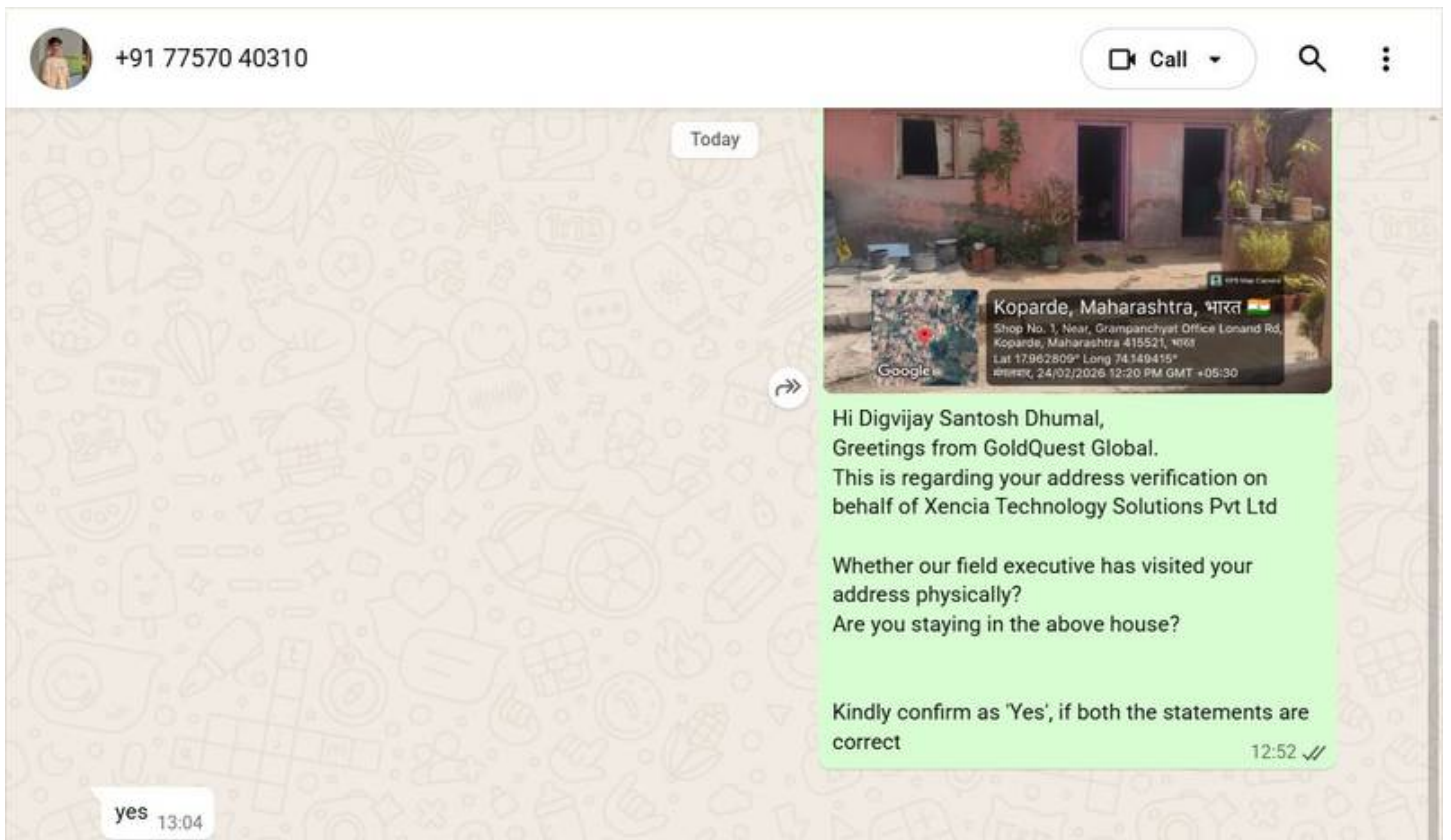 +91 77570 40310
Call
Today
GPS Map Camera
Koparde, Maharashtra, भारत
Shop No. 1, Near, Grampanchyat Office Lonand Rd,
Koparde, Maharashtra 415521, भारत
Lat 17.962809° Long 74.149415°
मंगलवार, 24/02/2026 12:20 PM GMT +05:30
Google
Hi Digvijay Santosh Dhumal,
Greetings from GoldQuest Global.
This is regarding your address verification on
behalf of Xencia Technology Solutions Pvt Ltd
Whether our field executive has visited your
address physically?
Are you staying in the above house?
Kindly confirm as 'Yes', if both the statements are
correct
12:52
yes 13:04